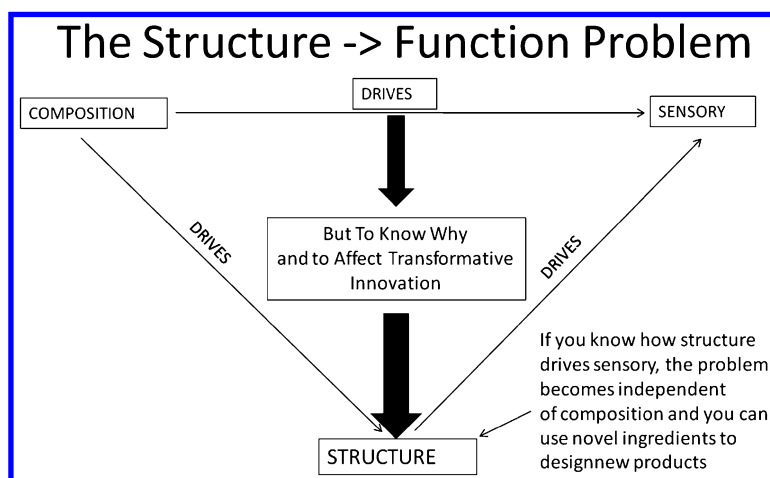 The Structure -> Function Problem
DRIVES
COMPOSITION
SENSORY
DRIVES
DRIVES
But To Know Why
and to Affect Transformative
Innovation
If you know how structure
drives sensory, the problem
becomes independent
of composition and you can
use novel ingredients to
designnew products
STRUCTURE